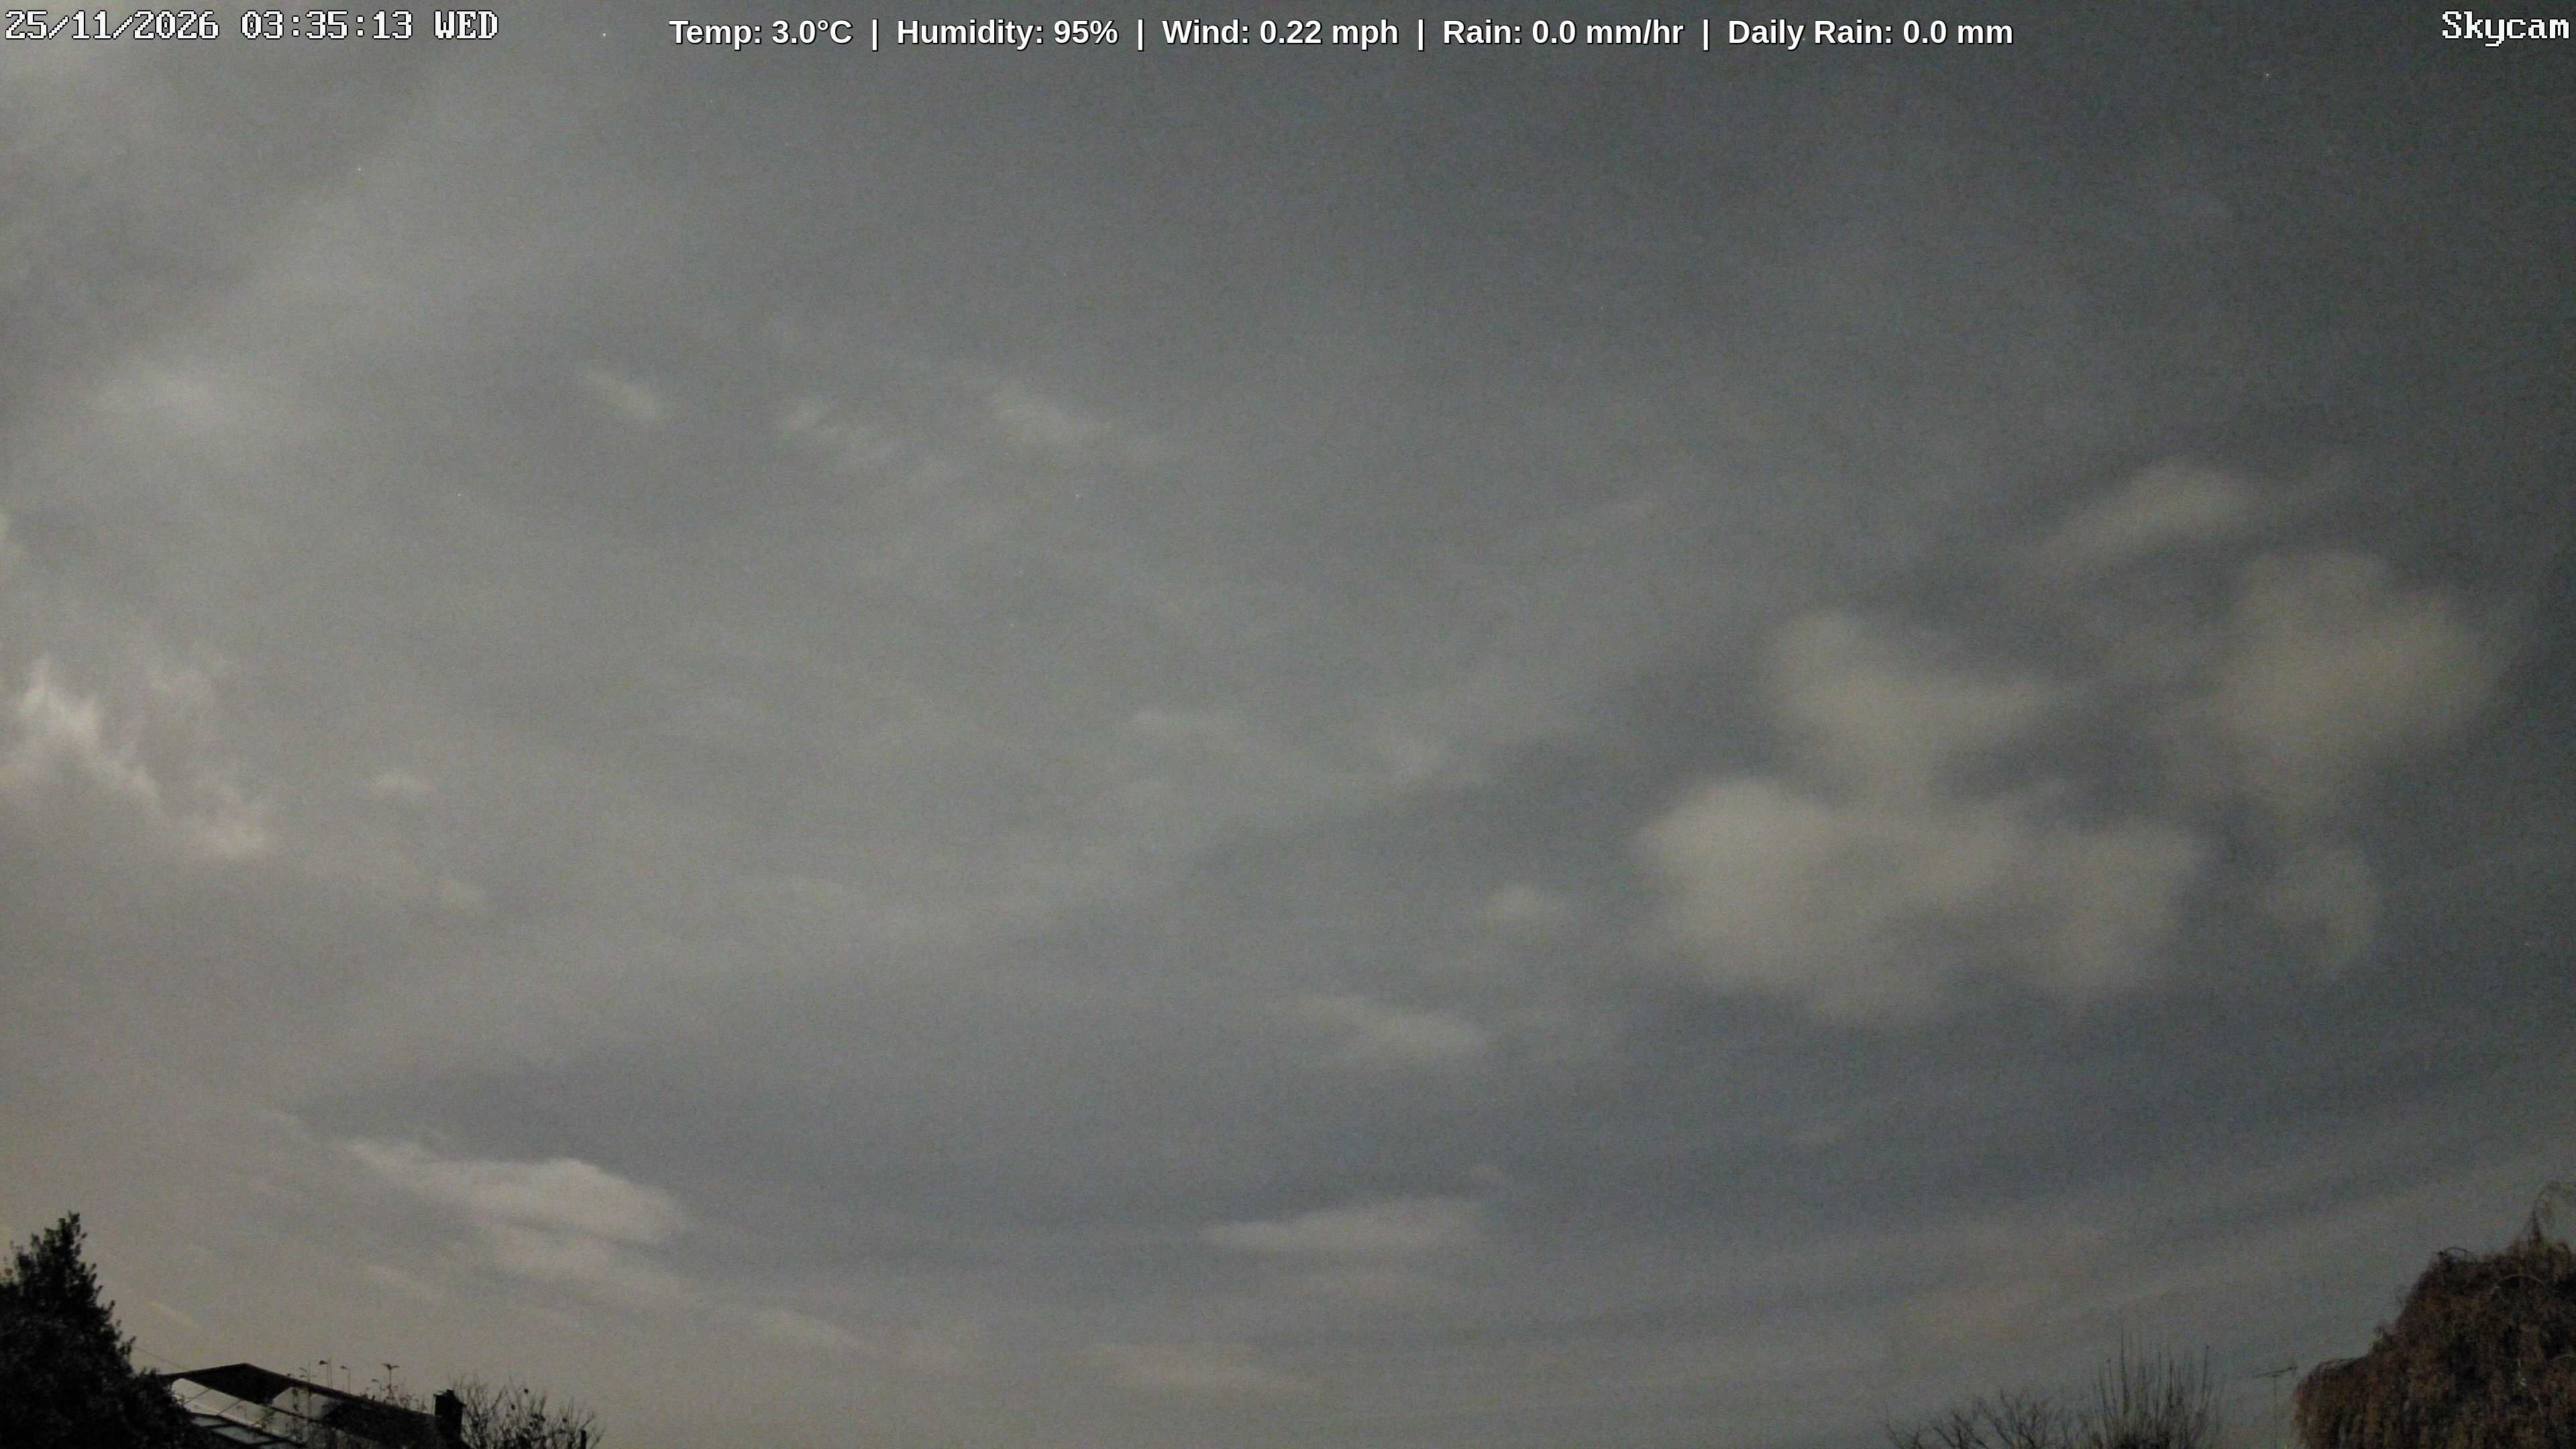 25/11/2026 03:35:13 WED
Temp: 3.0°C | Humidity: 95% | Wind: 0.22 mph | Rain: 0.0 mm/hr | Daily Rain: 0.0 mm
Skycam